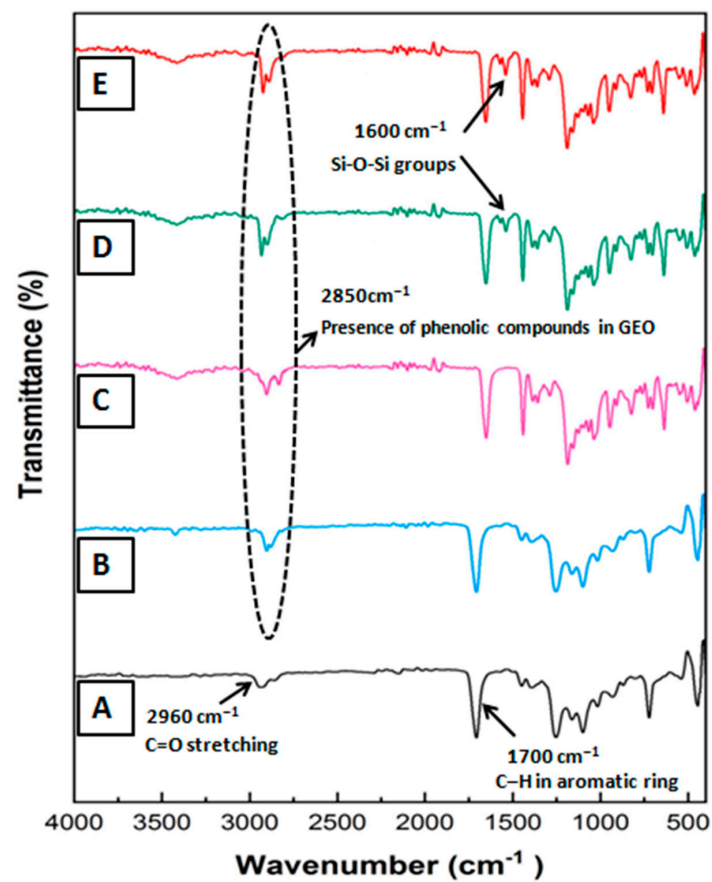 E
1600 cm⁻¹
Si-O-Si groups
D
2850cm⁻¹
Presence of phenolic compounds in GEO
C
B
A
2960 cm⁻¹
C=O stretching
1700 cm⁻¹
C–H in aromatic ring
Transmittance (%)
4000 3500 3000 2500 2000 1500 1000 500
Wavenumber (cm⁻¹ )